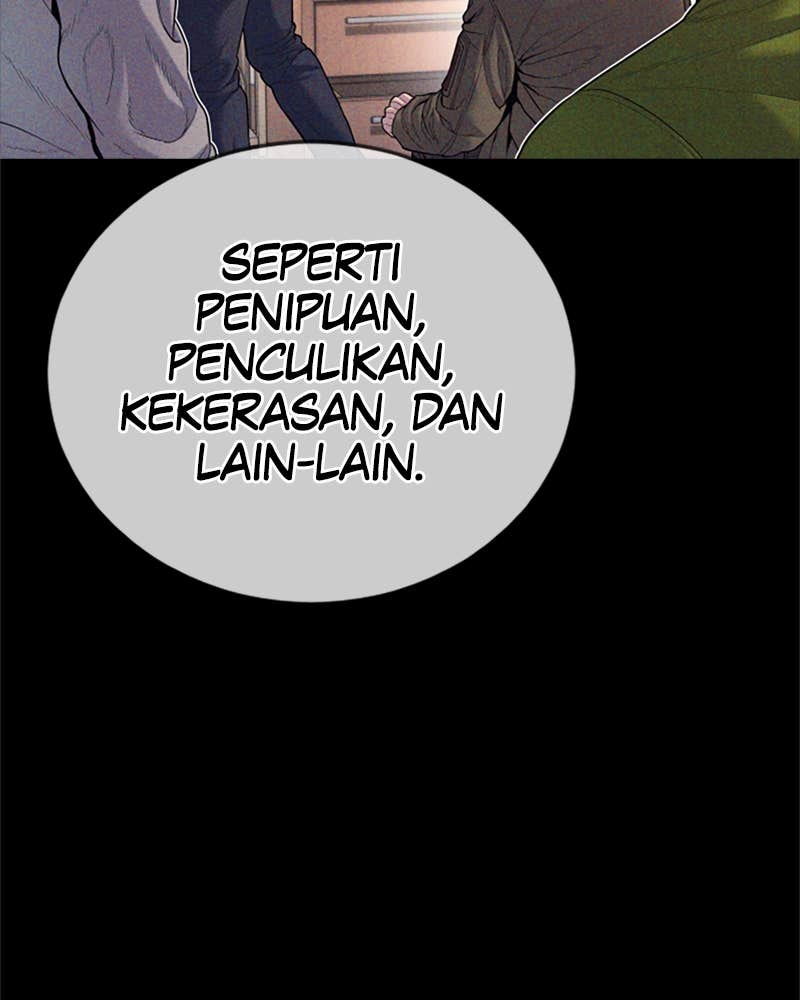 SEPERTI
PENIPUAN,
PENCULIKAN,
KEKERASAN, DAN
LAIN-LAIN.